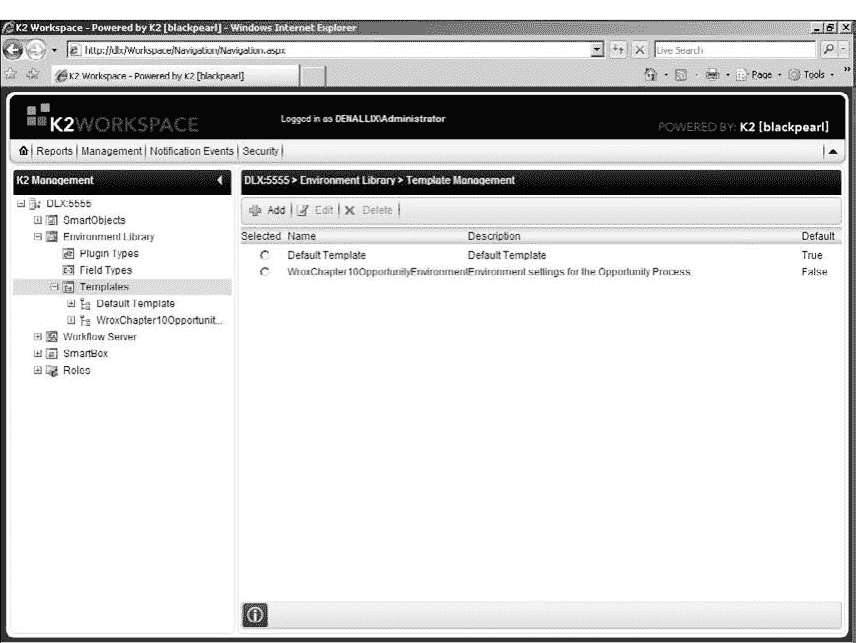 K2 Workspace - Powered by K2 [blackpearl] - Windows Internet Explorer
http://dlx/Workspace/Navigation/Navigation.aspx
Live Search
K2 Workspace - Powered by K2 [blackpearl]
Page
Tools
K2WORKSPACE
Logged in as DENALLIX\Administrator
POWERED BY: K2 [blackpearl]
Reports | Management | Notification Events | Security |
K2 Management
DLX:5555
SmartObjects
Environment Library
Plugin Types
Field Types
Templates
Default Template
WroxChapter10Opportunit...
Workflow Server
SmartBox
Roles
DLX:5555 > Environment Library > Template Management
Add | Edit | Delete |
Selected Name Description Default
Default Template Default Template True
WroxChapter10OpportunityEnvironmentEnvironment settings for the Opportunity Process False